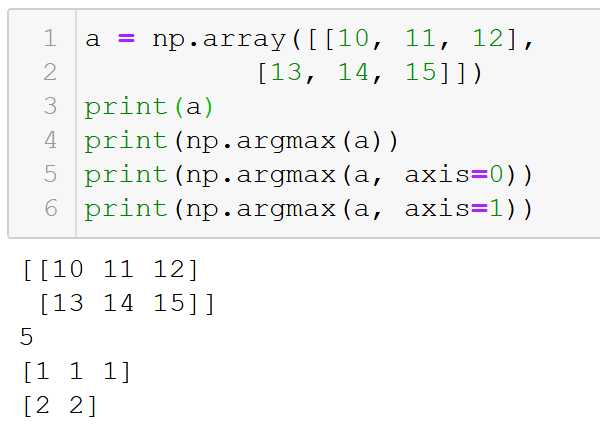 1 a = np.array([[10, 11, 12],
2           [13, 14, 15]])
3 print(a)
4 print(np.argmax(a))
5 print(np.argmax(a, axis=0))
6 print(np.argmax(a, axis=1))
[[10 11 12]
 [13 14 15]]
5
[1 1 1]
[2 2]